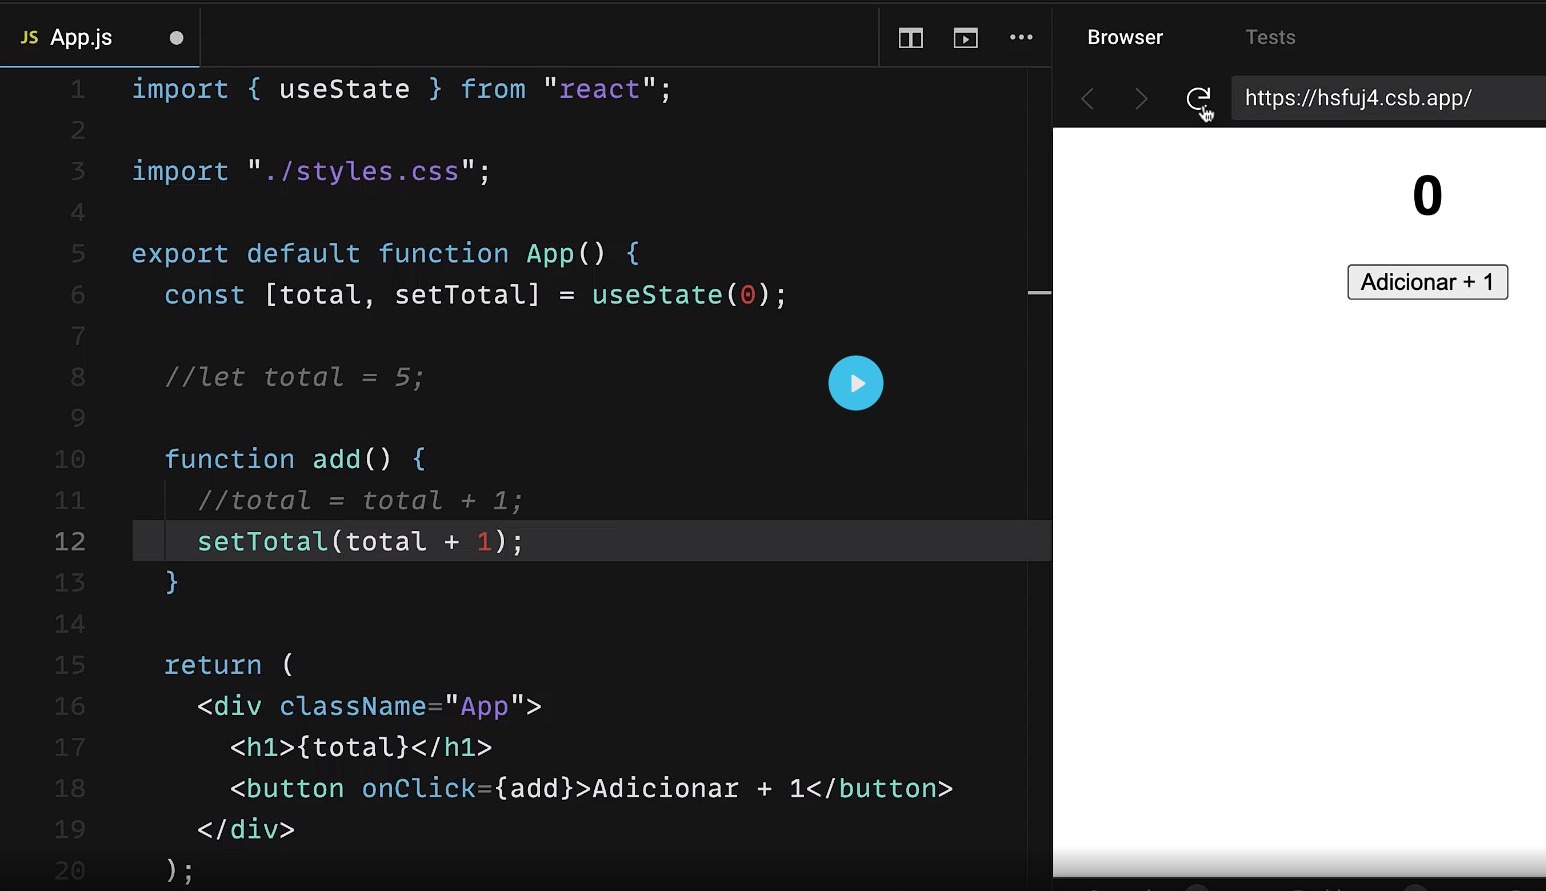 JS App.js
Browser Tests
https://hsfuj4.csb.app/
1 import { useState } from "react";
2
3 import "./styles.css";
4
5 export default function App() {
6 const [total, setTotal] = useState(0);
7
8 //let total = 5;
9
10 function add() {
11 //total = total + 1;
12 setTotal(total + 1);
13 }
14
15 return (
16 <div className="App">
17 <h1>{total}</h1>
18 <button onClick={add}>Adicionar + 1</button>
19 </div>
20 );
0
Adicionar + 1